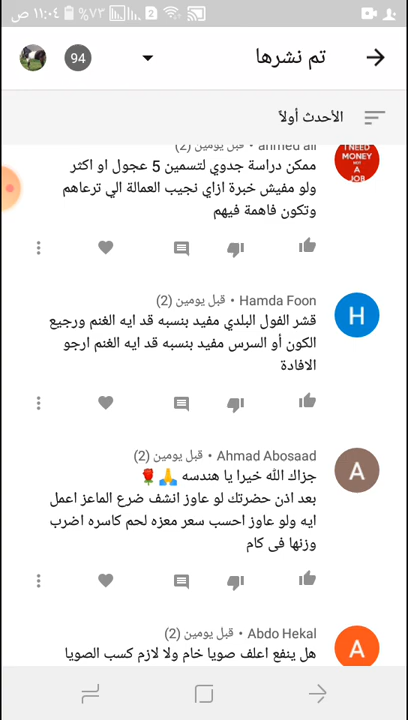 ١١:٠٤ ص
٧٣%
2
تم نشرها
94
الأحدث أولاً
I NEED
MONEY
NOT
A
JOB
ahmed ali • قبل يومين (2)
ممكن دراسة جدوي لتسمين 5 عجول او اكثر
ولو مفيش خبرة ازاي نجيب العمالة الي ترعاهم
وتكون فاهمة فيهم
H
Hamda Foon • قبل يومين (2)
قشر الفول البلدي مفيد بنسبه قد ايه الغنم ورجيع
الكون أو السرس مفيد بنسبه قد ايه الغنم ارجو
الافادة
A
Ahmad Abosaad • قبل يومين (2)
جزاك الله خيرا يا هندسه 🙏🌹
بعد اذن حضرتك لو عاوز انشف ضرع الماعز اعمل
ايه ولو عاوز احسب سعر معزه لحم كاسره اضرب
وزنها فى كام
A
Abdo Hekal • قبل يومين (2)
هل ينفع اعلف صويا خام ولا لازم كسب الصويا